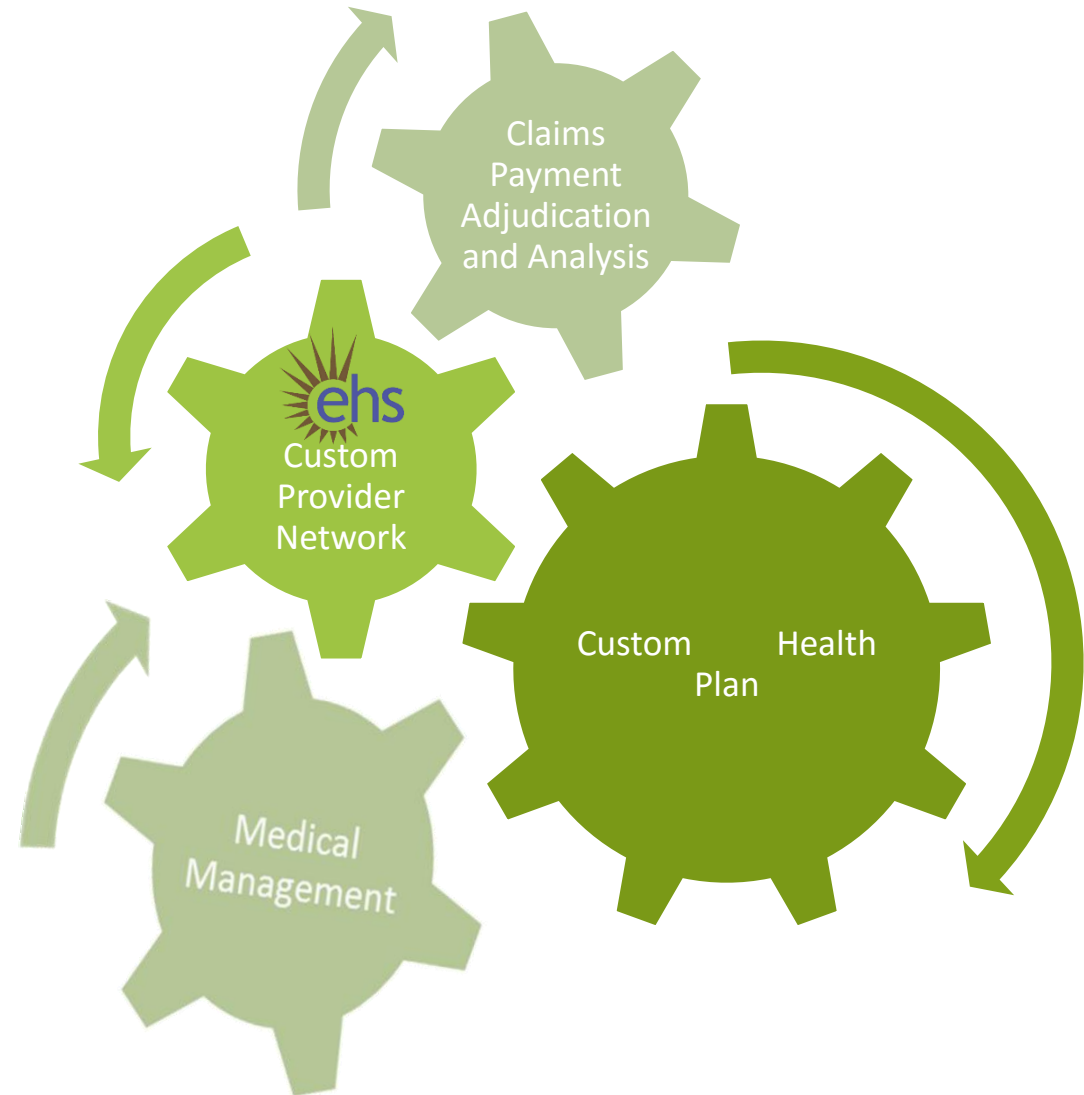 Claims
Payment
Adjudication
and Analysis
ehs
Custom
Provider
Network
Custom Health
Plan
Medical
Management